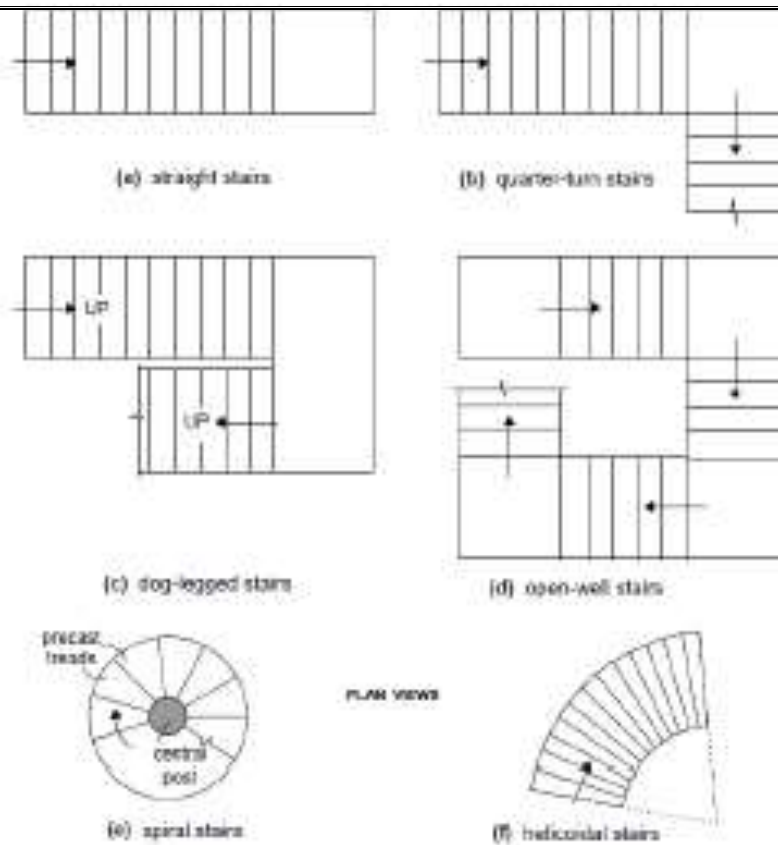 (a) straight stairs
(b) quarter-turn stairs
UP
UP
(c) dog-legged stairs
(d) open-well stairs
precast
treads
PLAN VIEWS
central
post
(e) spiral stairs
(f) helicoidal stairs